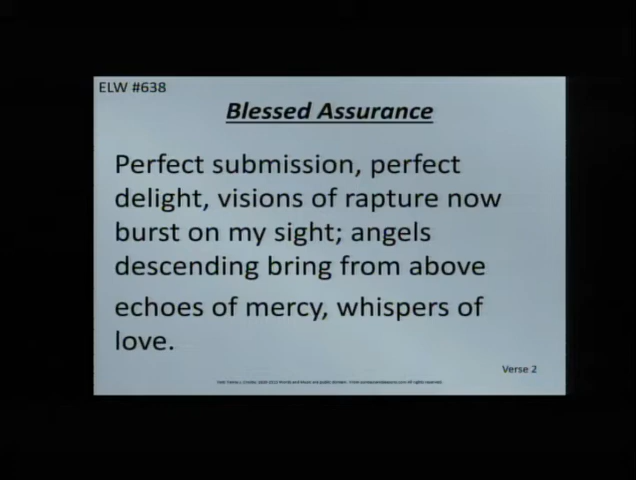 ELW #638
Blessed Assurance
Perfect submission, perfect
delight, visions of rapture now
burst on my sight; angels
descending bring from above
echoes of mercy, whispers of
love.
Verse 2